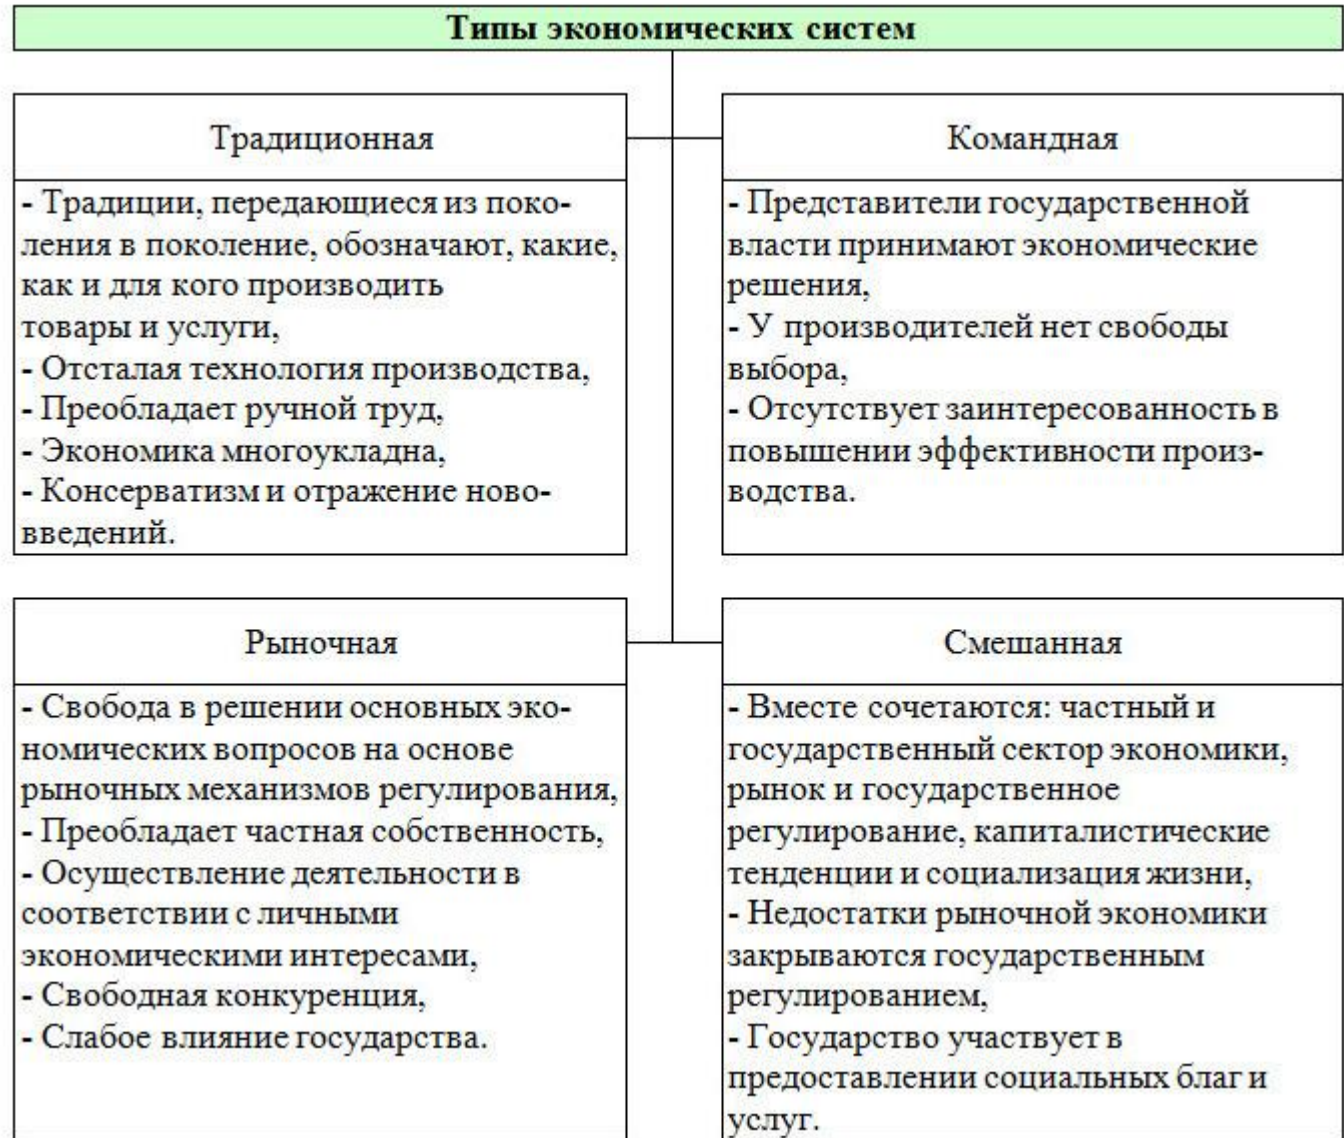 Типы экономических систем
Традиционная
- Традиции, передающиеся из поко-
ления в поколение, обозначают, какие,
как и для кого производить
товары и услуги,
- Отсталая технология производства,
- Преобладает ручной труд,
- Экономика многоукладна,
- Консерватизм и отражение ново-
введений.
Командная
- Представители государственной
власти принимают экономические
решения,
- У производителей нет свободы
выбора,
- Отсутствует заинтересованность в
повышении эффективности произ-
водства.
Рыночная
- Свобода в решении основных эко-
номических вопросов на основе
рыночных механизмов регулирования,
- Преобладает частная собственность,
- Осуществление деятельности в
соответствии с личными
экономическими интересами,
- Свободная конкуренция,
- Слабое влияние государства.
Смешанная
- Вместе сочетаются: частный и
государственный сектор экономики,
рынок и государственное
регулирование, капиталистические
тенденции и социализация жизни,
- Недостатки рыночной экономики
закрываются государственным
регулированием,
- Государство участвует в
предоставлении социальных благ и
услуг.